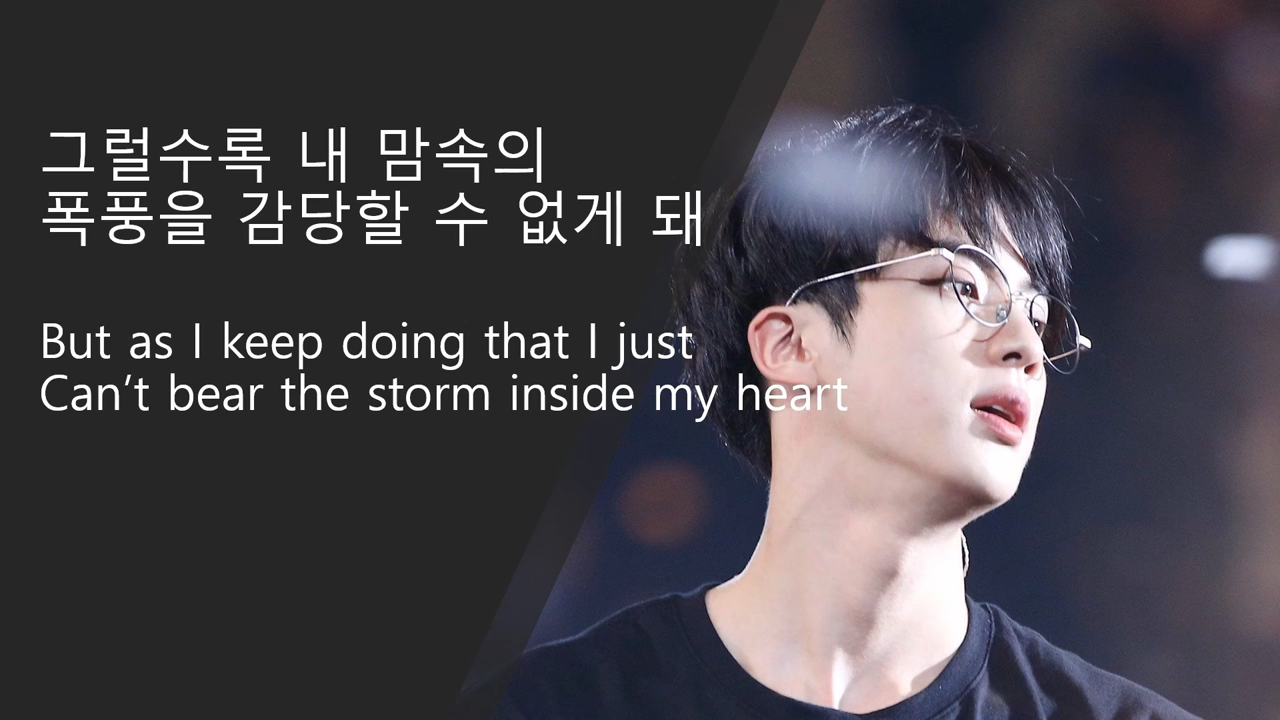 그럴수록 내 맘속의
폭풍을 감당할 수 없게 돼
But as I keep doing that I just
Can’t bear the storm inside my heart